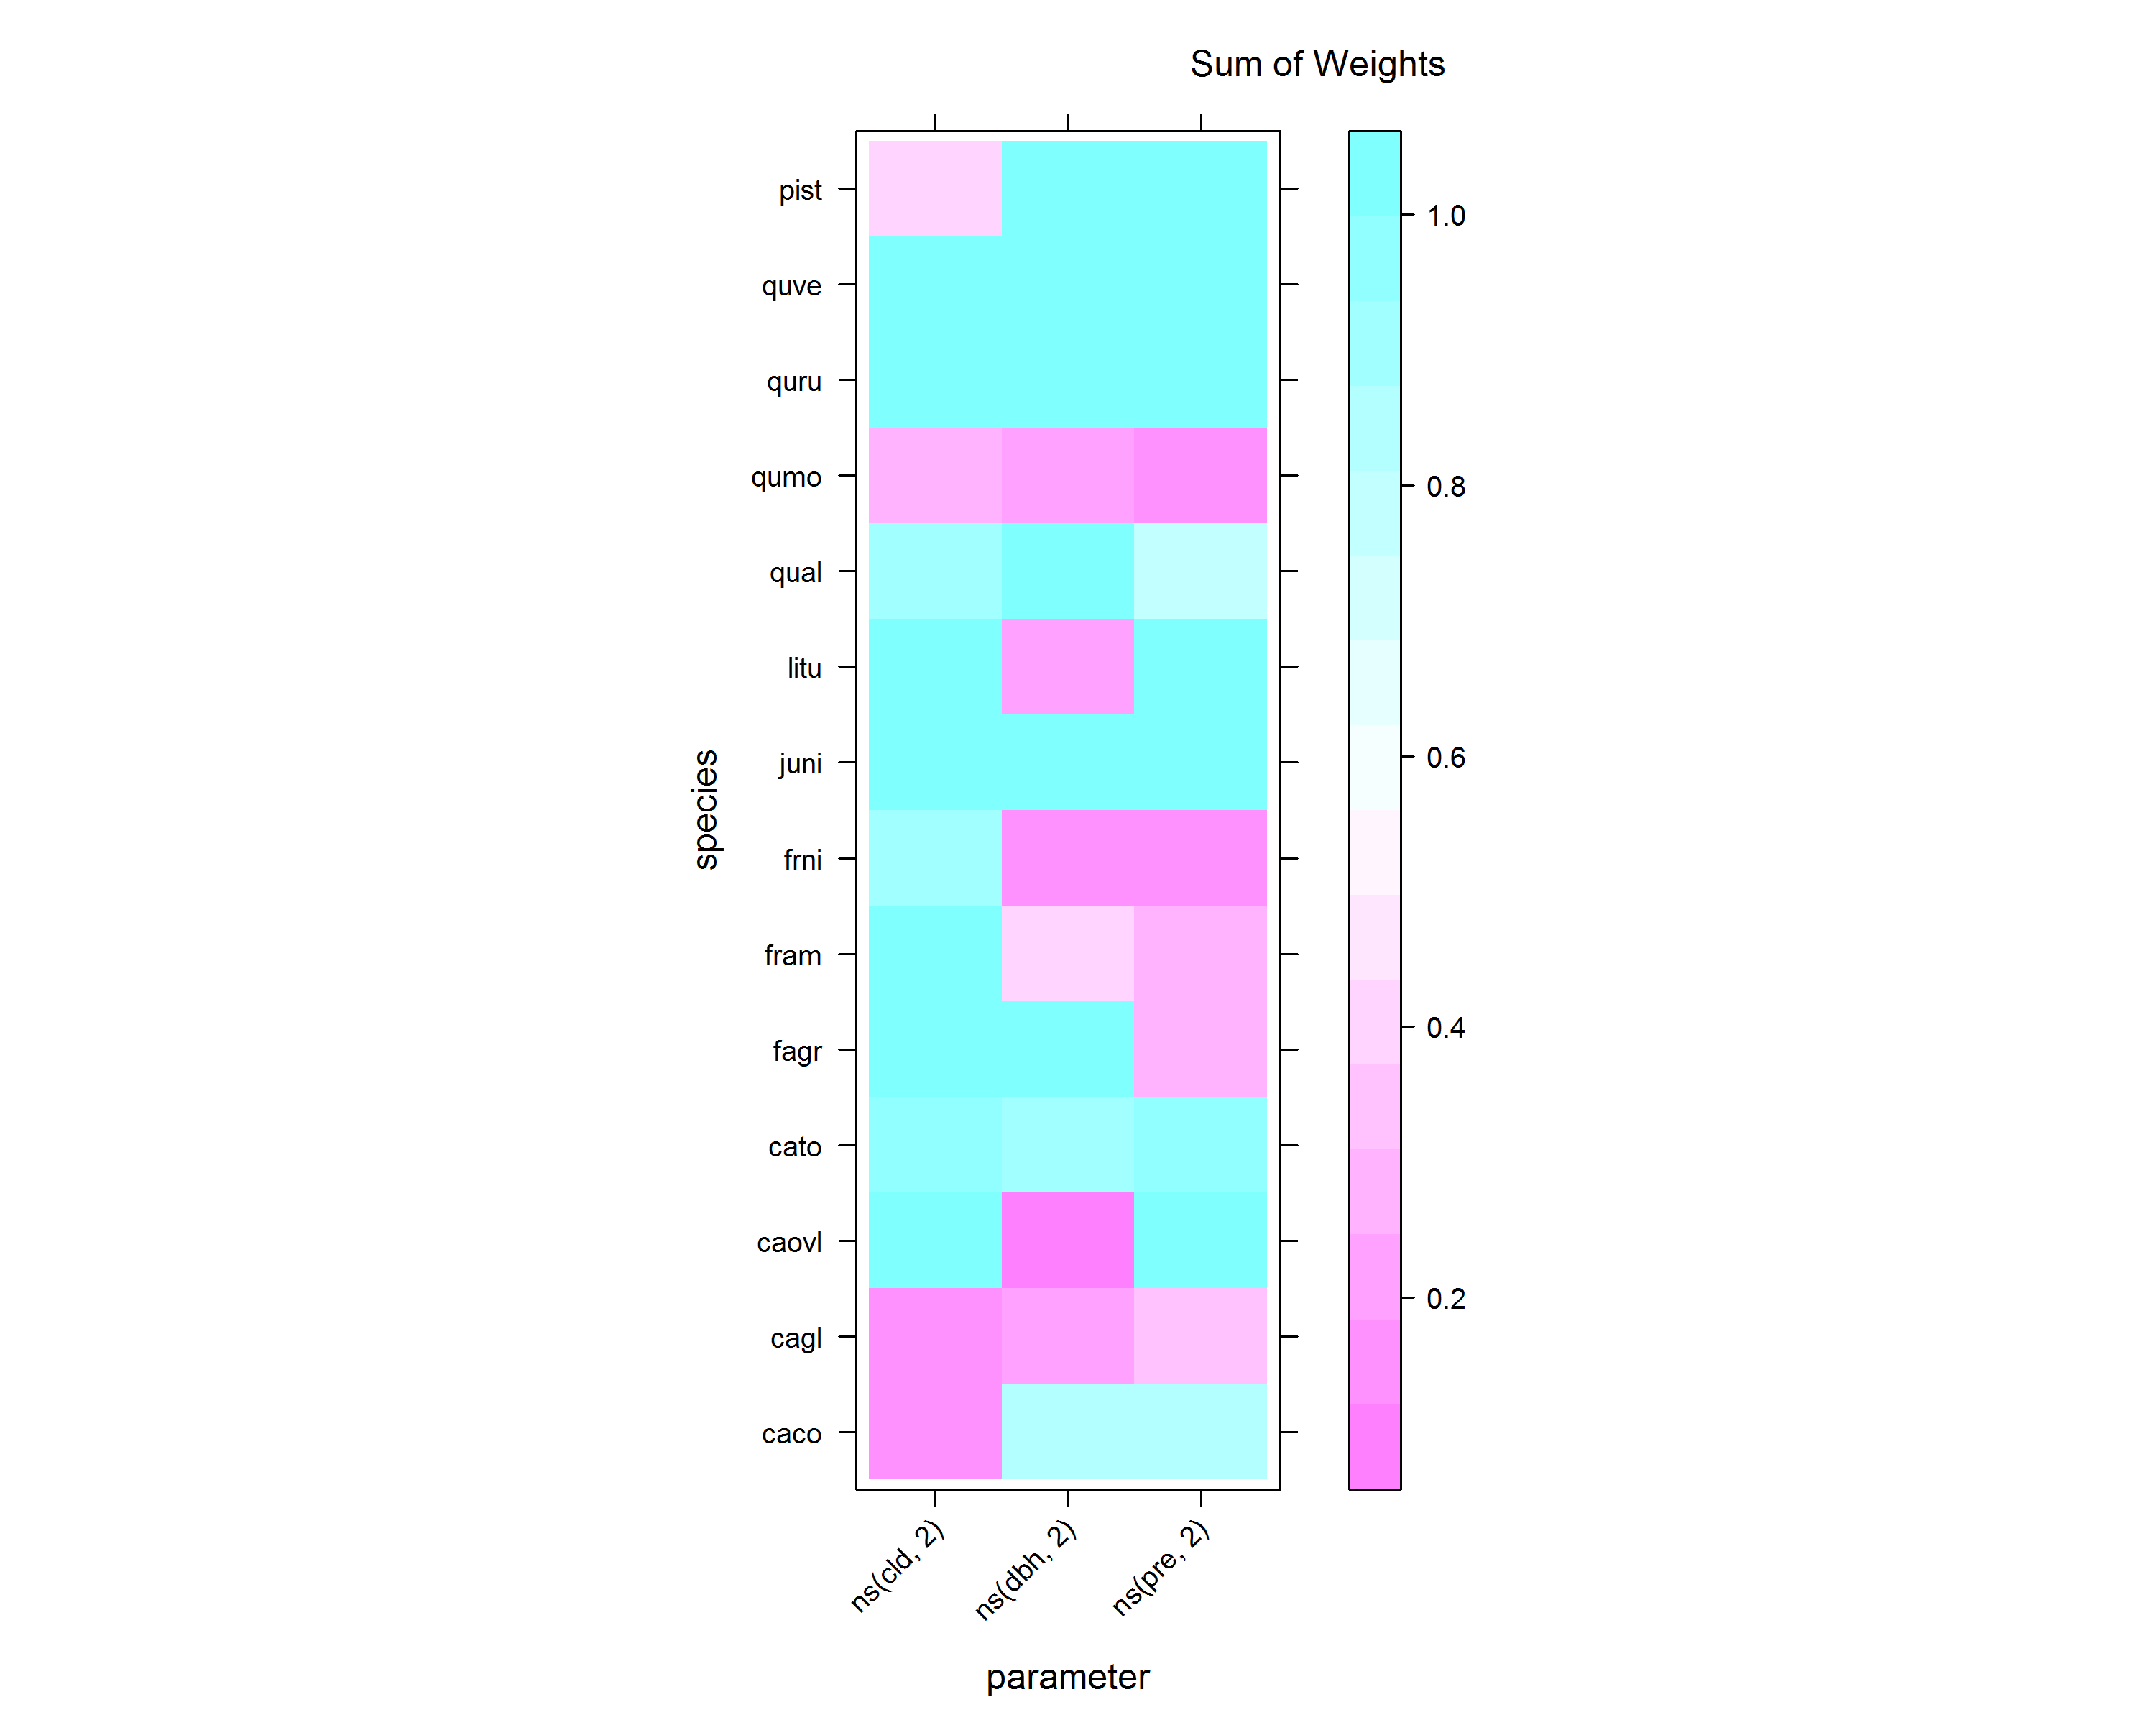 Sum of Weights
pist
quve
quru
qumo
qual
litu
juni
frni
fram
fagr
cato
caovl
cagl
caco
species
1.0
0.8
0.6
0.4
0.2
ns(cld, 2)
ns(dbh, 2)
ns(pre, 2)
parameter